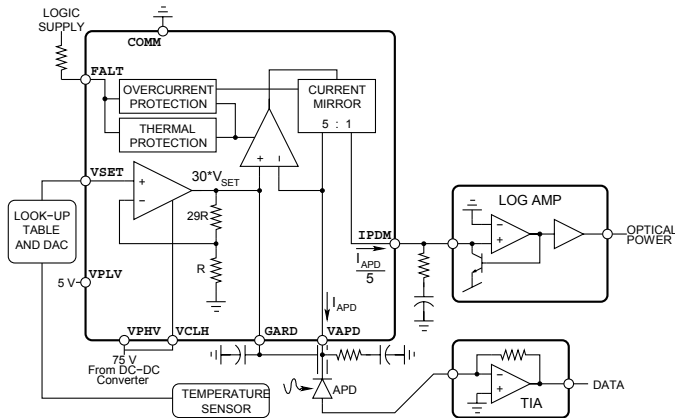 LOGIC
SUPPLY
COMM
FALT
OVERCURRENT
PROTECTION
CURRENT
MIRROR
5 : 1
THERMAL
PROTECTION
+
−
VSET
+
−
30*VSET
29R
R
LOOK−UP
TABLE
AND DAC
5 V
VPLV
IPDM
IAPD
5
IAPD
VPHV
VCLH
GARD
VAPD
75 V
From DC−DC
Converter
TEMPERATURE
SENSOR
APD
LOG AMP
−
+
OPTICAL
POWER
−
+
TIA
DATA